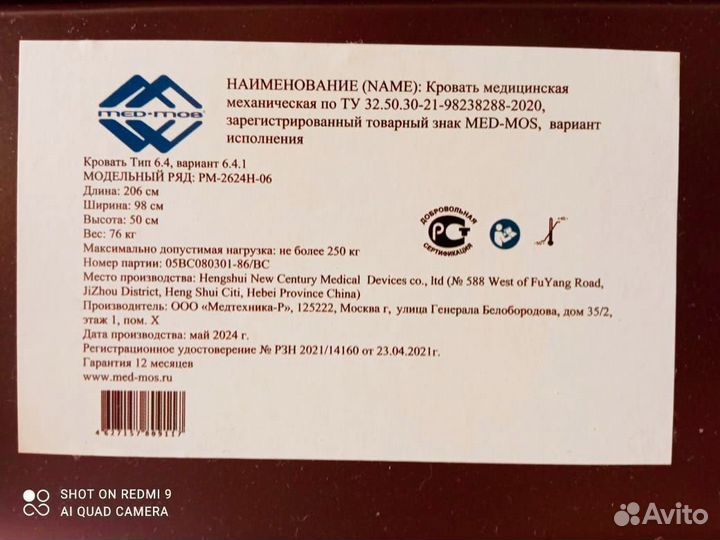 MED-MOS
НАИМЕНОВАНИЕ (NAME): Кровать медицинская
механическая по ТУ 32.50.30-21-98238288-2020,
зарегистрированный товарный знак MED-MOS, вариант
исполнения
Кровать Тип 6.4, вариант 6.4.1
МОДЕЛЬНЫЙ РЯД: РМ-2624Н-06
Длина: 206 см
Ширина: 98 см
Высота: 50 см
Вес: 76 кг
Максимально допустимая нагрузка: не более 250 кг
Номер партии: 05BC080301-86/BC
Место производства: Hengshui New Century Medical Devices co., ltd (№ 588 West of FuYang Road,
JiZhou District, Heng Shui Citi, Hebei Province China)
Производитель: ООО «Медтехника-Р», 125222, Москва г, улица Генерала Белобородова, дом 35/2,
этаж 1, пом. X
Дата производства: май 2024 г.
Регистрационное удостоверение № РЗН 2021/14160 от 23.04.2021г.
Гарантия 12 месяцев
www.med-mos.ru
ДОБРОВОЛЬНАЯ
СЕРТИФИКАЦИЯ
4627157809117
SHOT ON REDMI 9
AI QUAD CAMERA
Avito